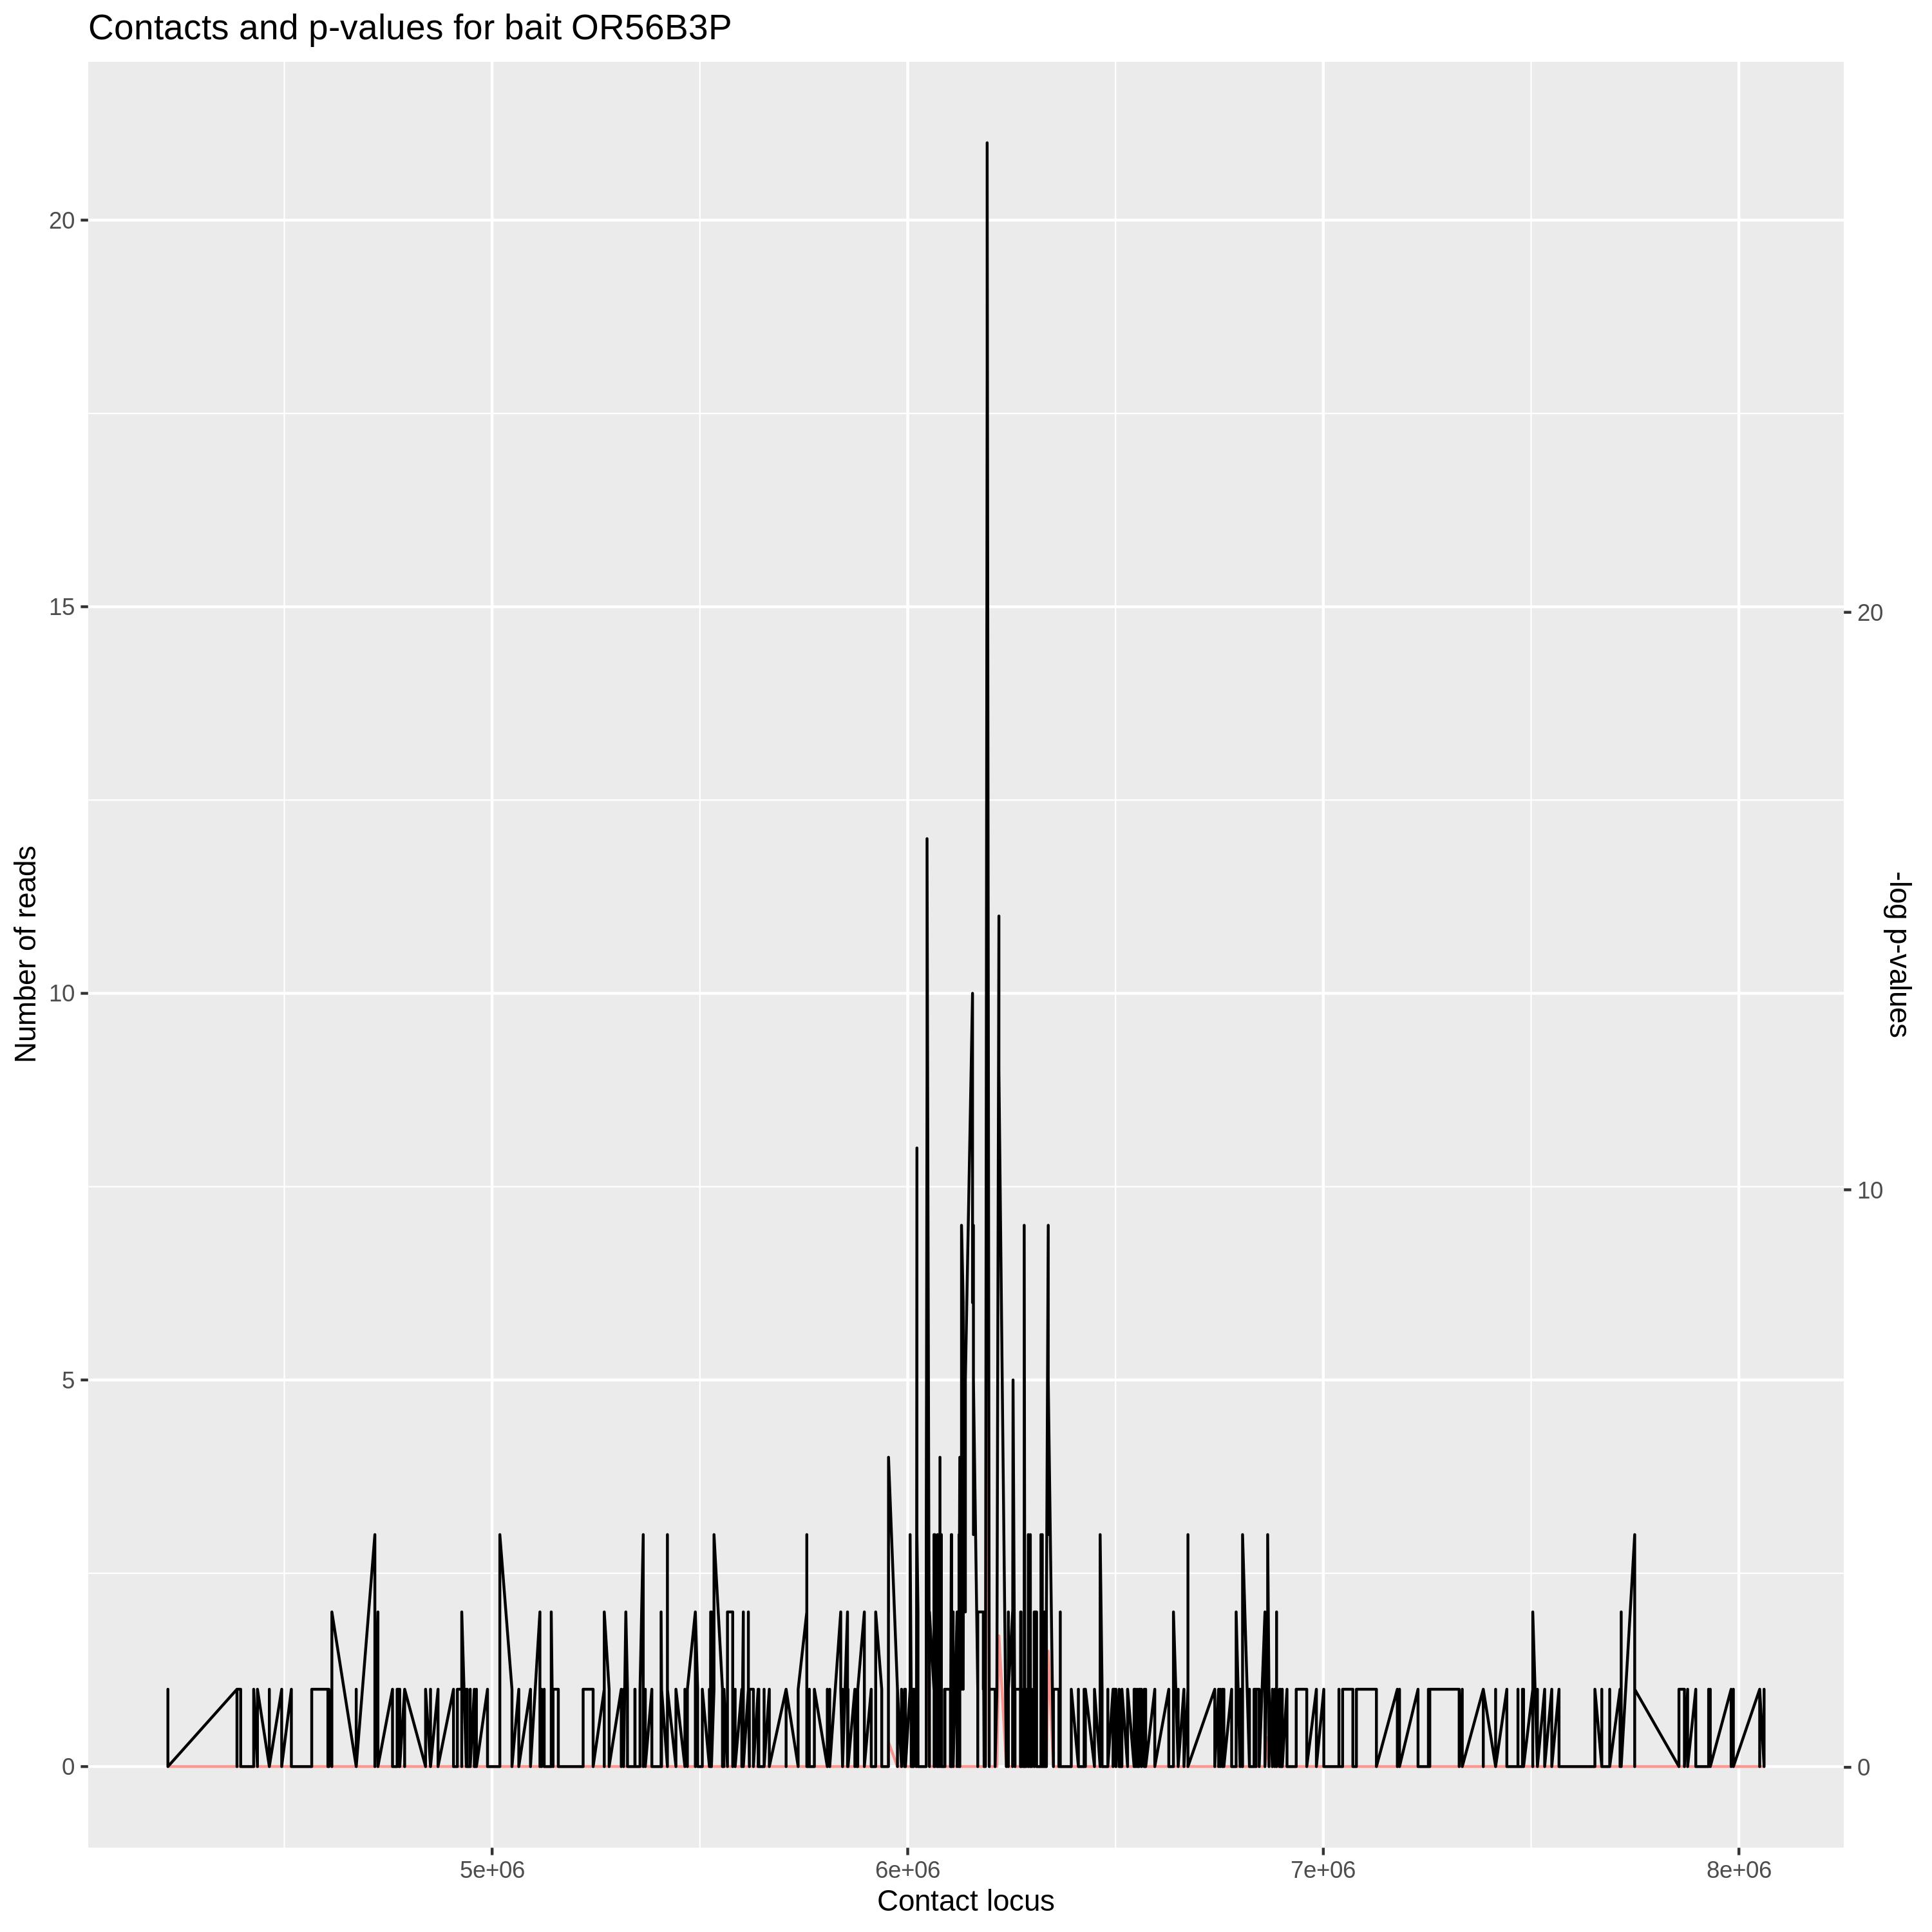 Contacts and p-values for bait OR56B3P
Number of reads
20
15
10
5
0
20
10
0
-log p-values
5e+06
6e+06
7e+06
8e+06
Contact locus